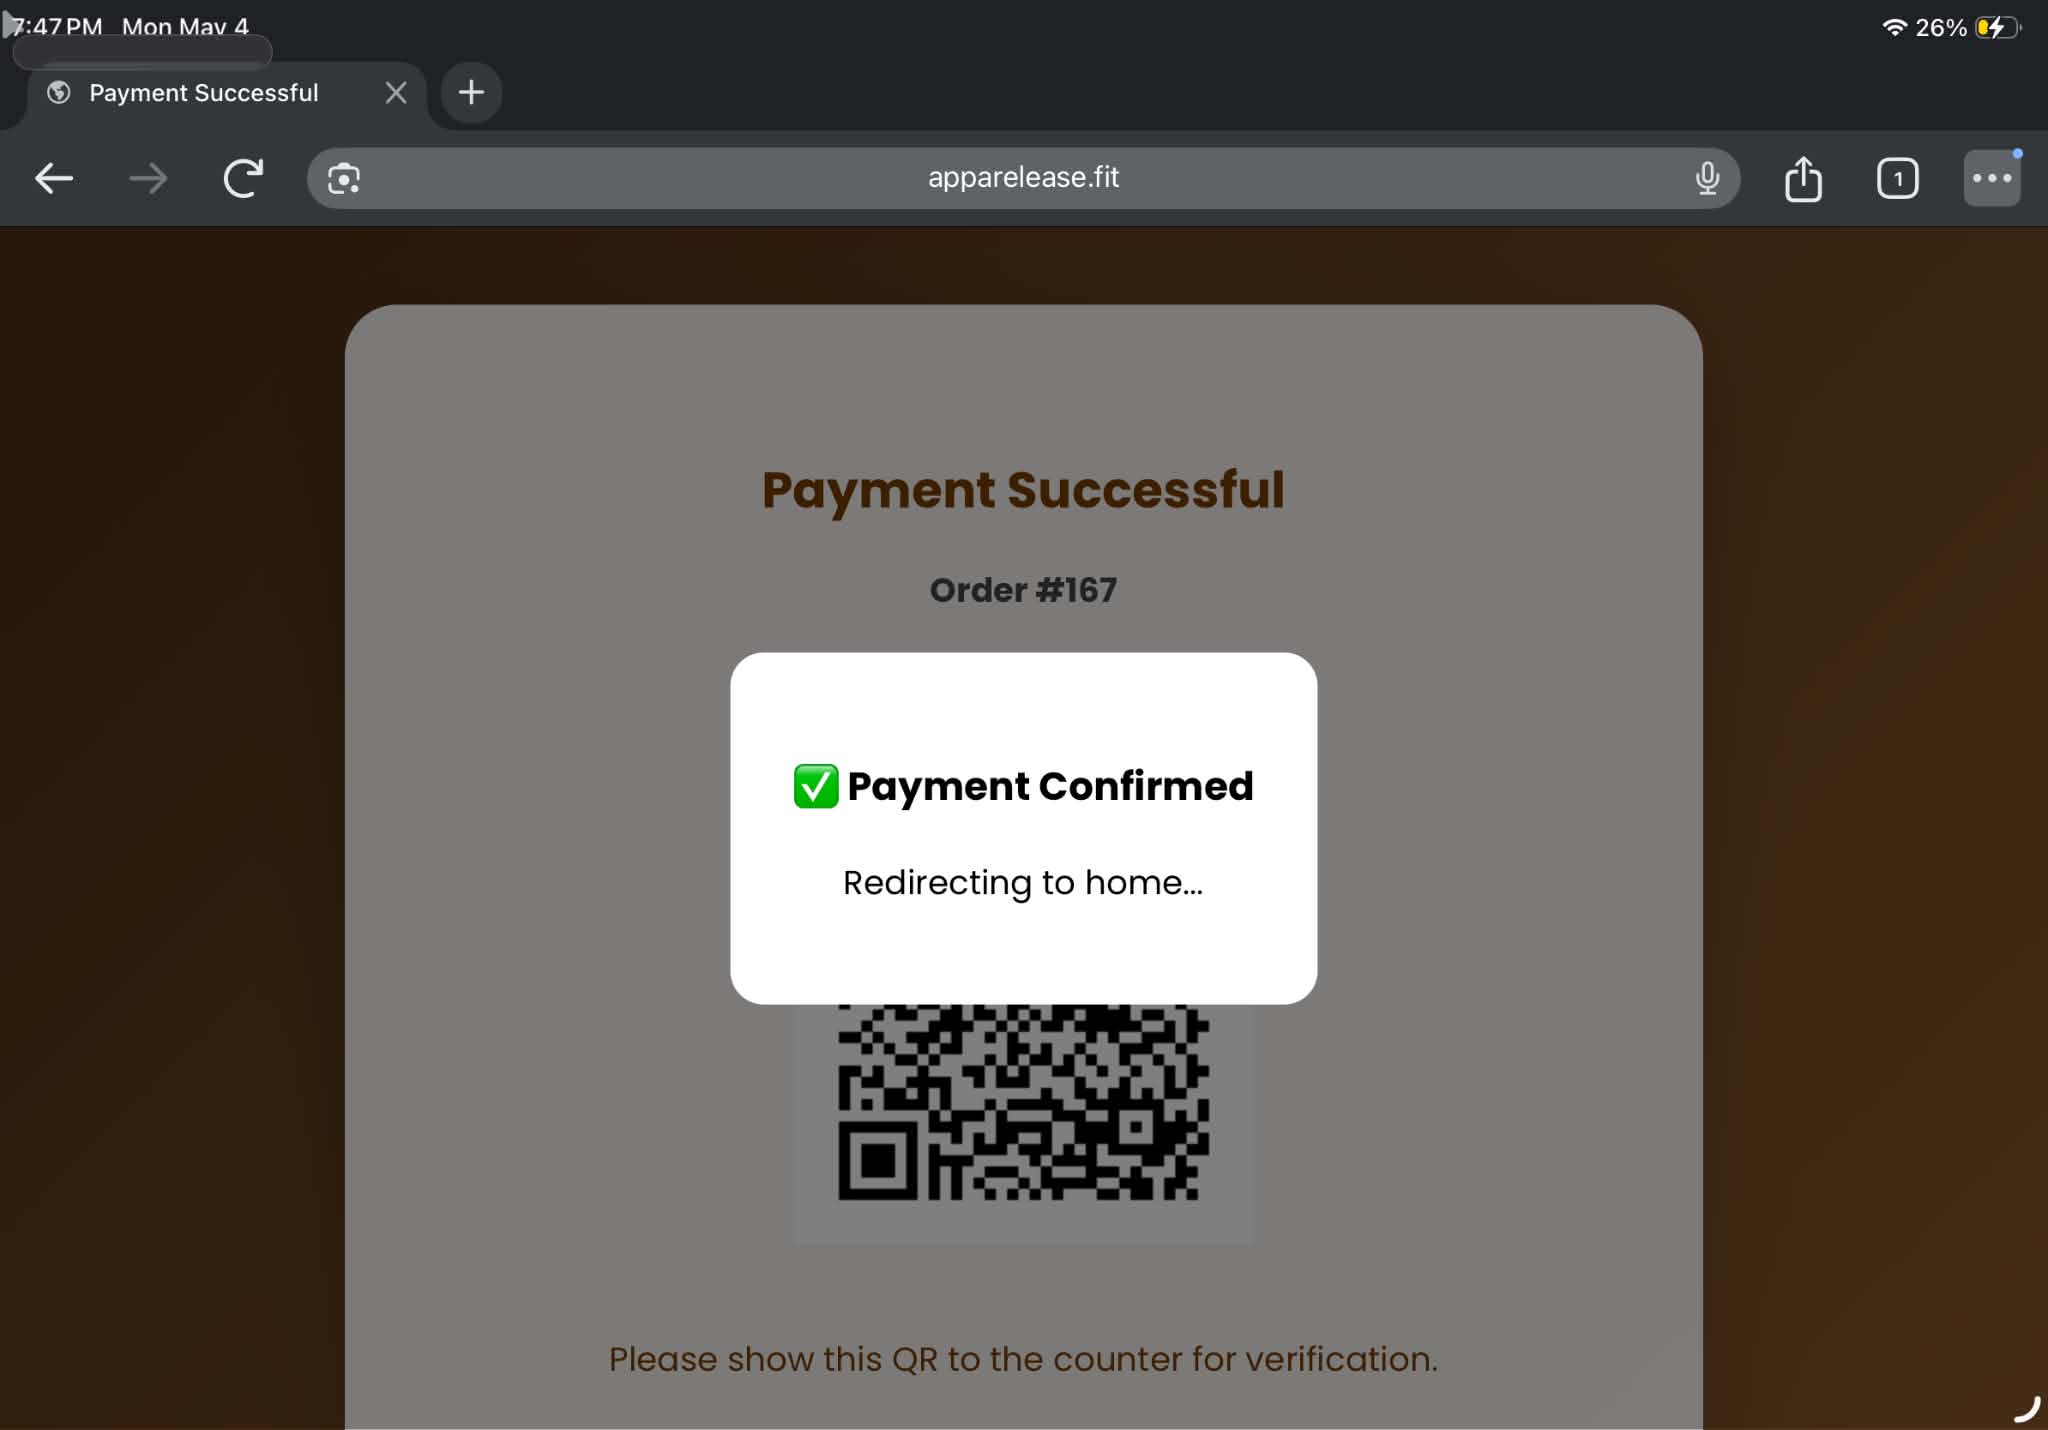 7:47 PM Mon May 4
26%
Payment Successful
apparelease.fit
1
Payment Successful
Order #167
✅ Payment Confirmed
Redirecting to home...
Please show this QR to the counter for verification.